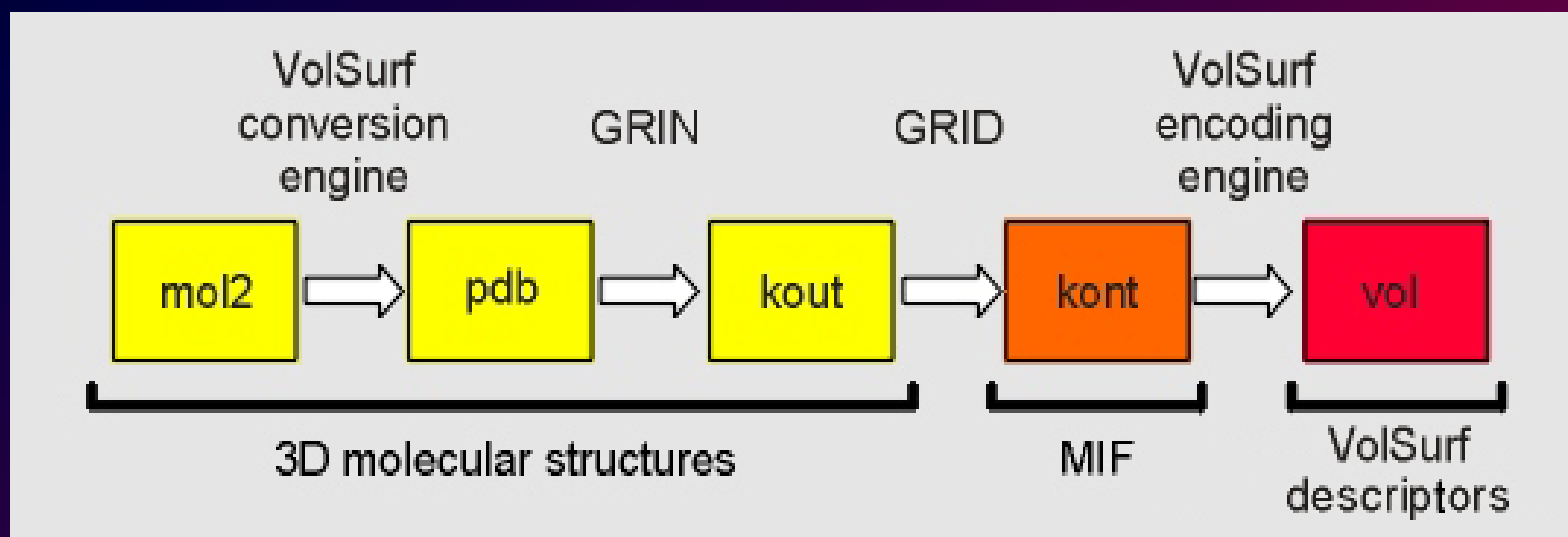 VolSurf
conversion
engine
GRIN
GRID
VolSurf
encoding
engine
mol2
pdb
kout
kont
vol
3D molecular structures
MIF
VolSurf
descriptors